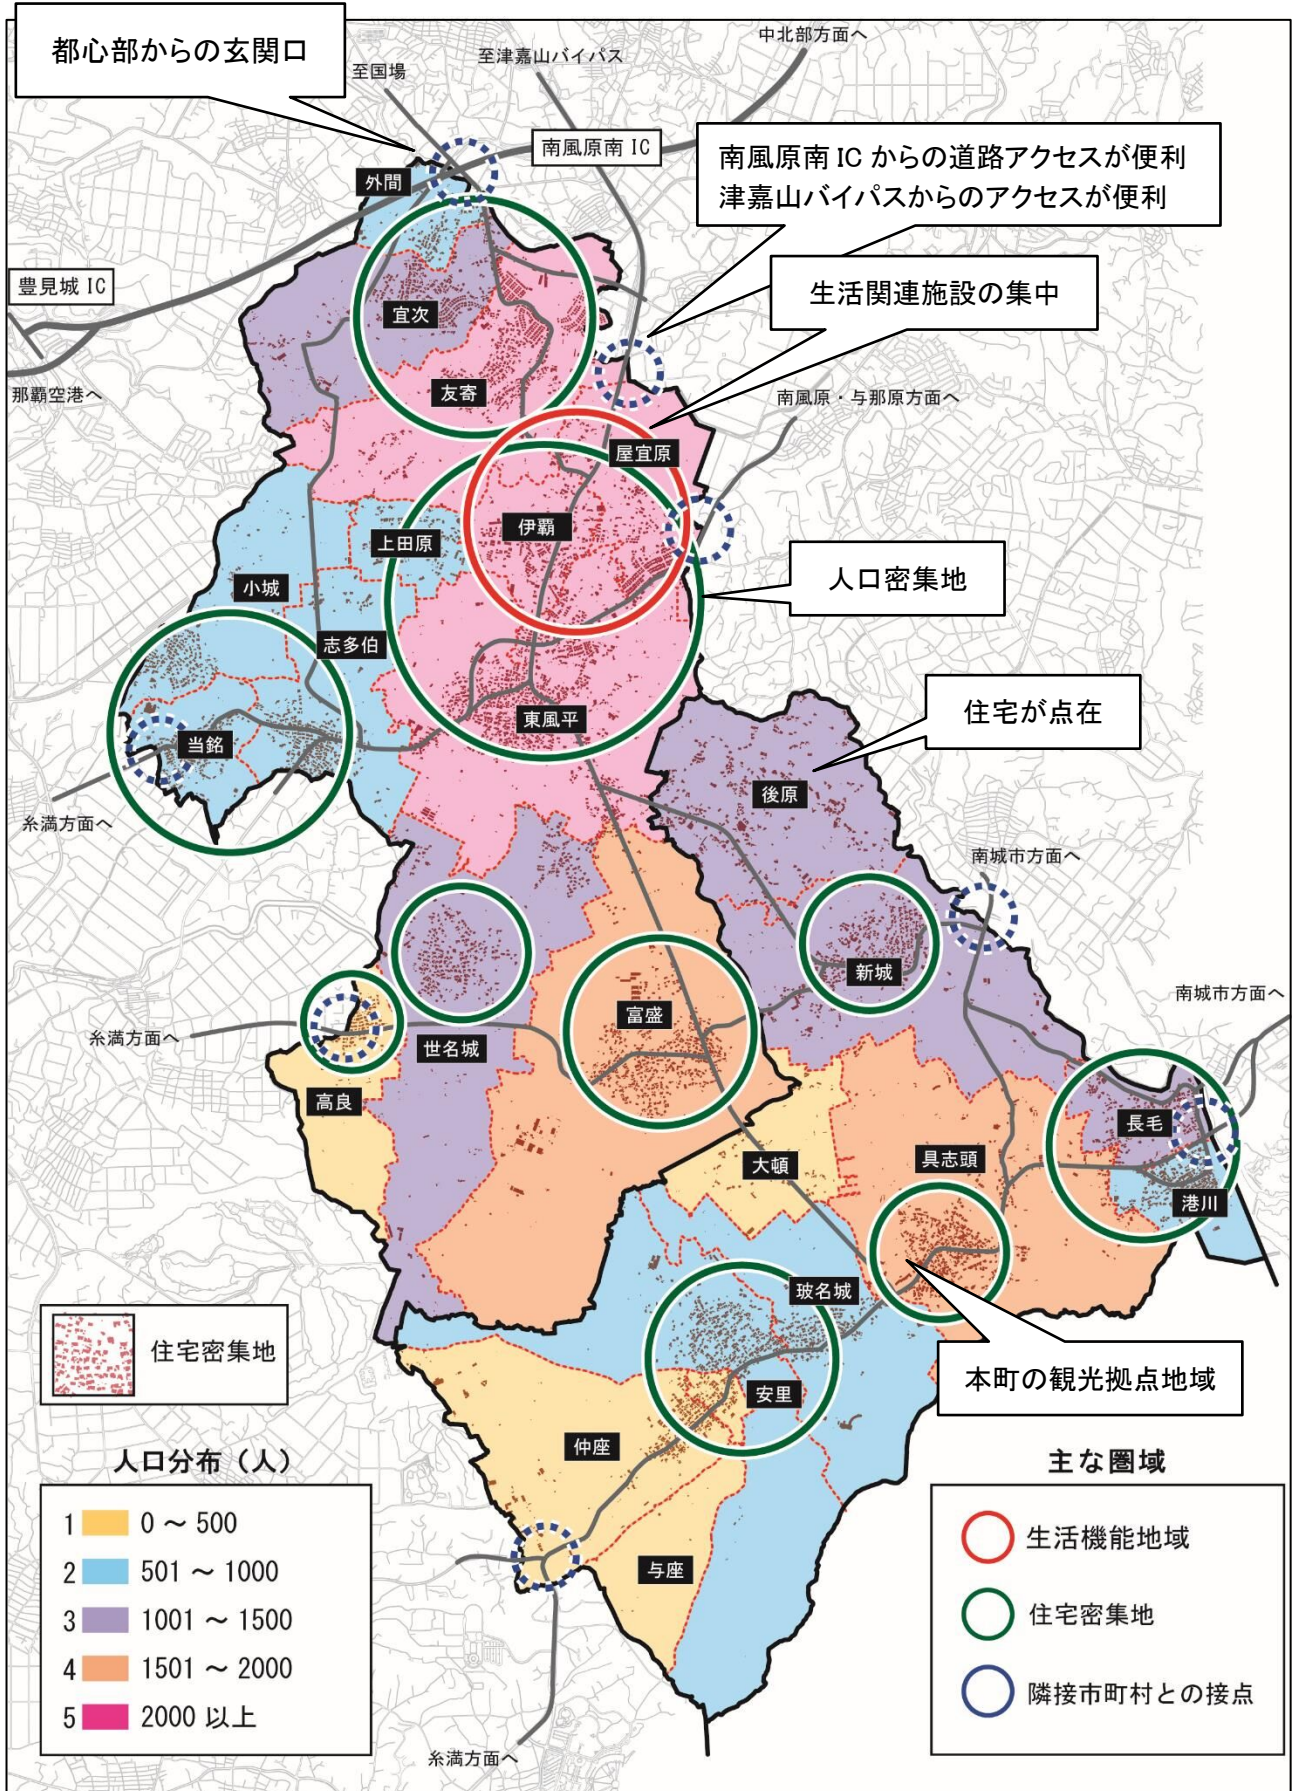 都心部からの玄関口
至国場
至津嘉山バイパス
中北部方面へ
南風原南 IC
南風原南 IC からの道路アクセスが便利
津嘉山バイパスからのアクセスが便利
外間
豊見城 IC
生活関連施設の集中
宜次
那覇空港へ
友寄
南風原・与那原方面へ
屋宜原
伊覇
上田原
人口密集地
小城
志多伯
住宅が点在
東風平
当銘
後原
糸満方面へ
南城市方面へ
新城
南城市方面へ
富盛
糸満方面へ
世名城
高良
長毛
大頓
具志頭
港川
玻名城
住宅密集地
本町の観光拠点地域
安里
仲座
人口分布（人）
主な圏域
1 0 ～ 500
2 501 ～ 1000
3 1001 ～ 1500
4 1501 ～ 2000
5 2000 以上
生活機能地域
住宅密集地
隣接市町村との接点
与座
糸満方面へ